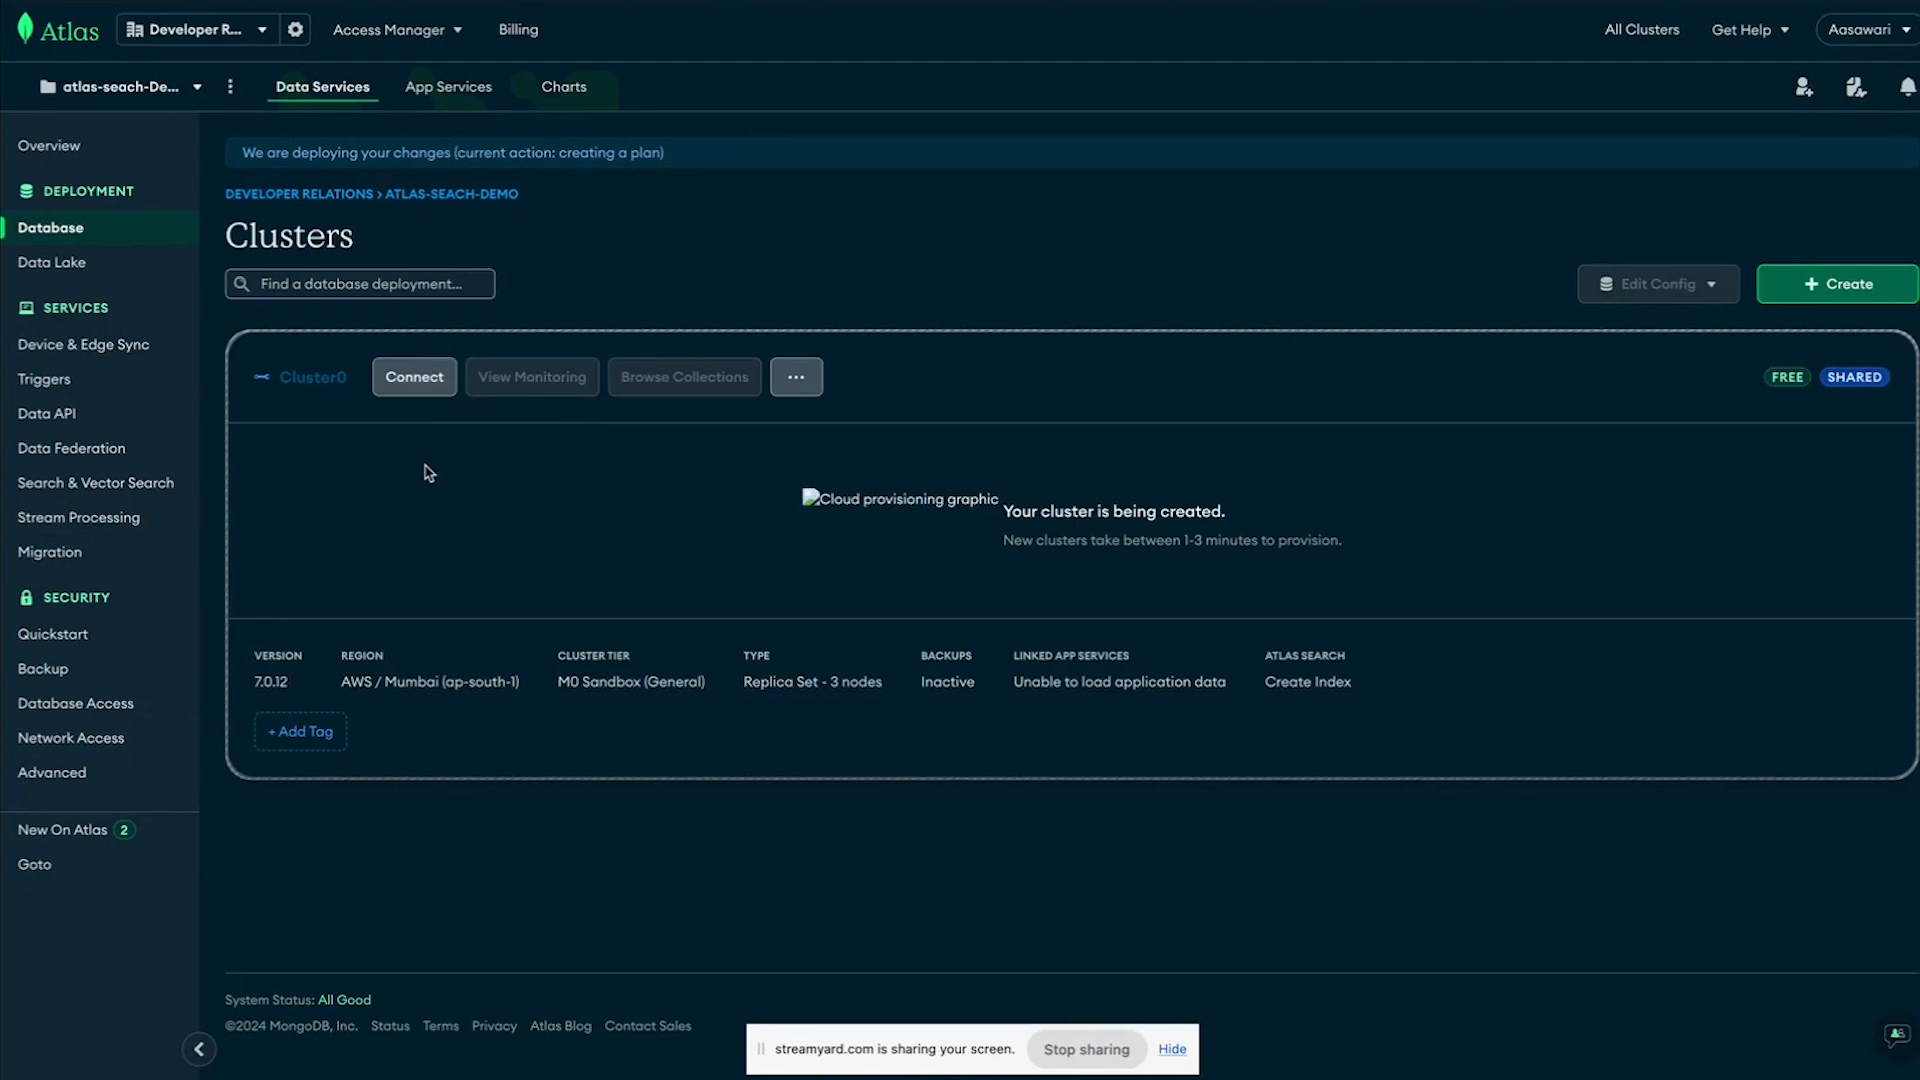 Atlas
Developer R...
Access Manager
Billing
All Clusters
Get Help
Aasawari
atlas-seach-De...
Data Services
App Services
Charts
Overview
DEPLOYMENT
Database
Data Lake
SERVICES
Device & Edge Sync
Triggers
Data API
Data Federation
Search & Vector Search
Stream Processing
Migration
SECURITY
Quickstart
Backup
Database Access
Network Access
Advanced
New On Atlas 2
Goto
We are deploying your changes (current action: creating a plan)
DEVELOPER RELATIONS > ATLAS-SEACH-DEMO
Clusters
Find a database deployment...
Edit Config
+ Create
Cluster0
Connect
View Monitoring
Browse Collections
...
FREE
SHARED
Cloud provisioning graphic
Your cluster is being created.
New clusters take between 1-3 minutes to provision.
VERSION
7.0.12
REGION
AWS / Mumbai (ap-south-1)
CLUSTER TIER
M0 Sandbox (General)
TYPE
Replica Set - 3 nodes
BACKUPS
Inactive
LINKED APP SERVICES
Unable to load application data
ATLAS SEARCH
Create Index
+ Add Tag
System Status: All Good
©2024 MongoDB, Inc. Status Terms Privacy Atlas Blog Contact Sales
streamyard.com is sharing your screen.
Stop sharing
Hide